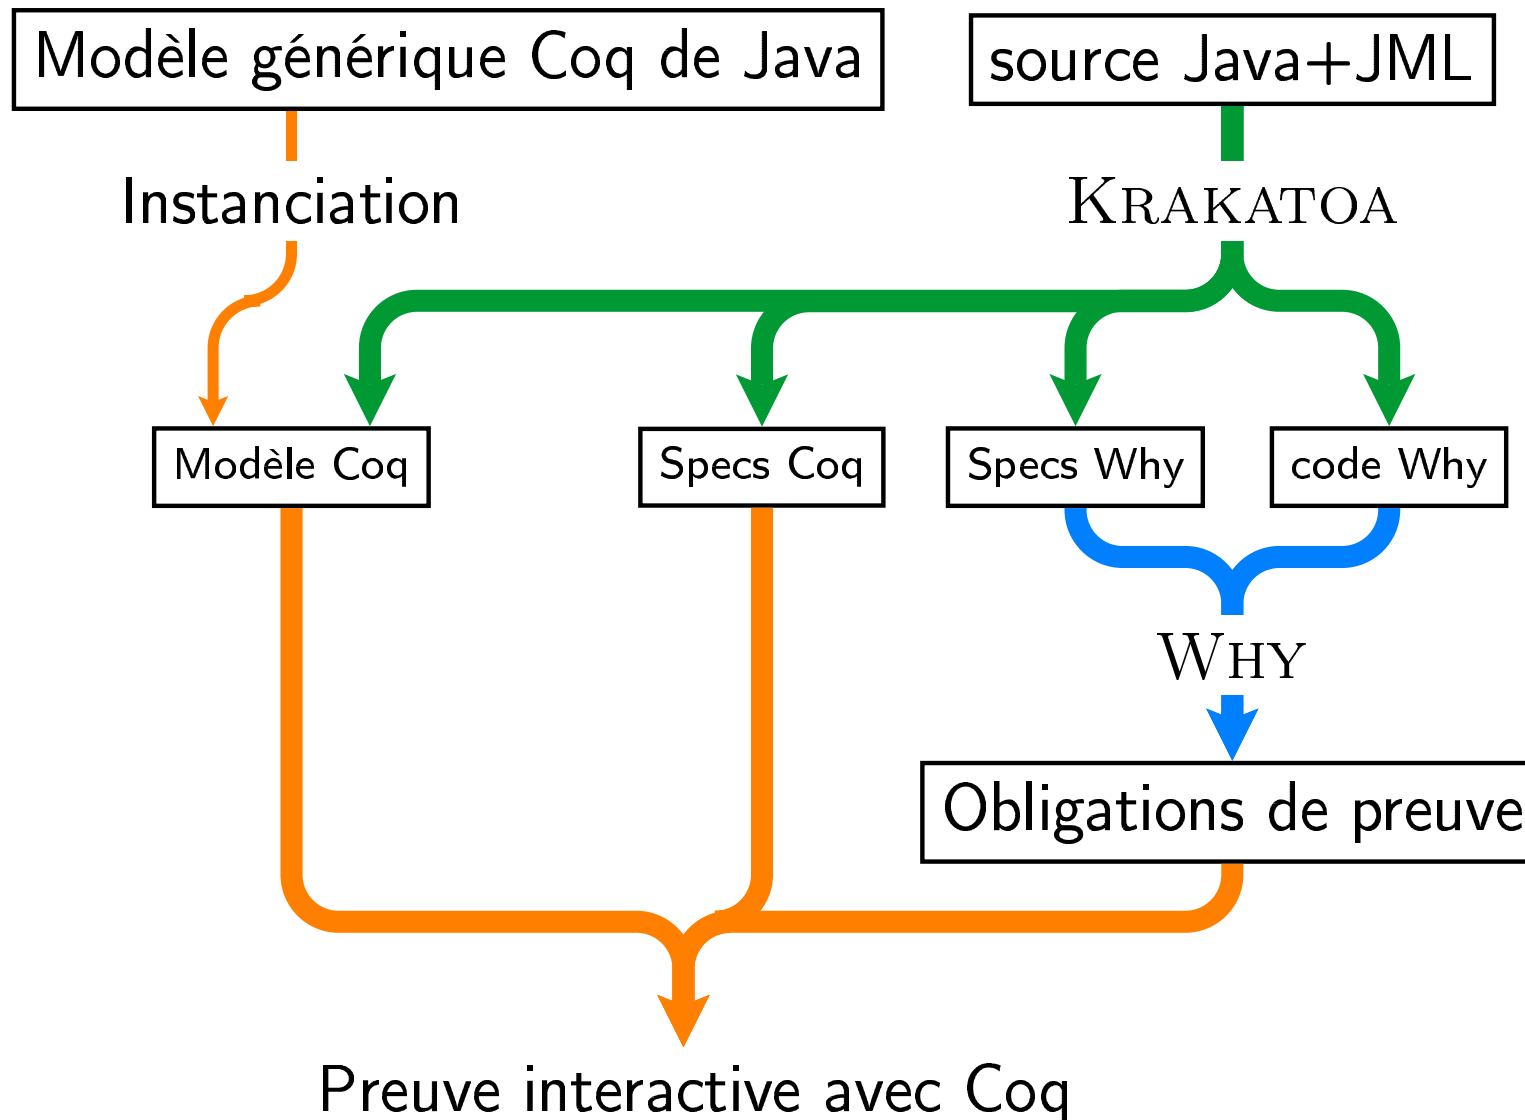 Modèle générique Coq de Java
source Java+JML
Instanciation
KRAKATOA
Modèle Coq
Specs Coq
Specs Why
code Why
WHY
Obligations de preuve
Preuve interactive avec Coq